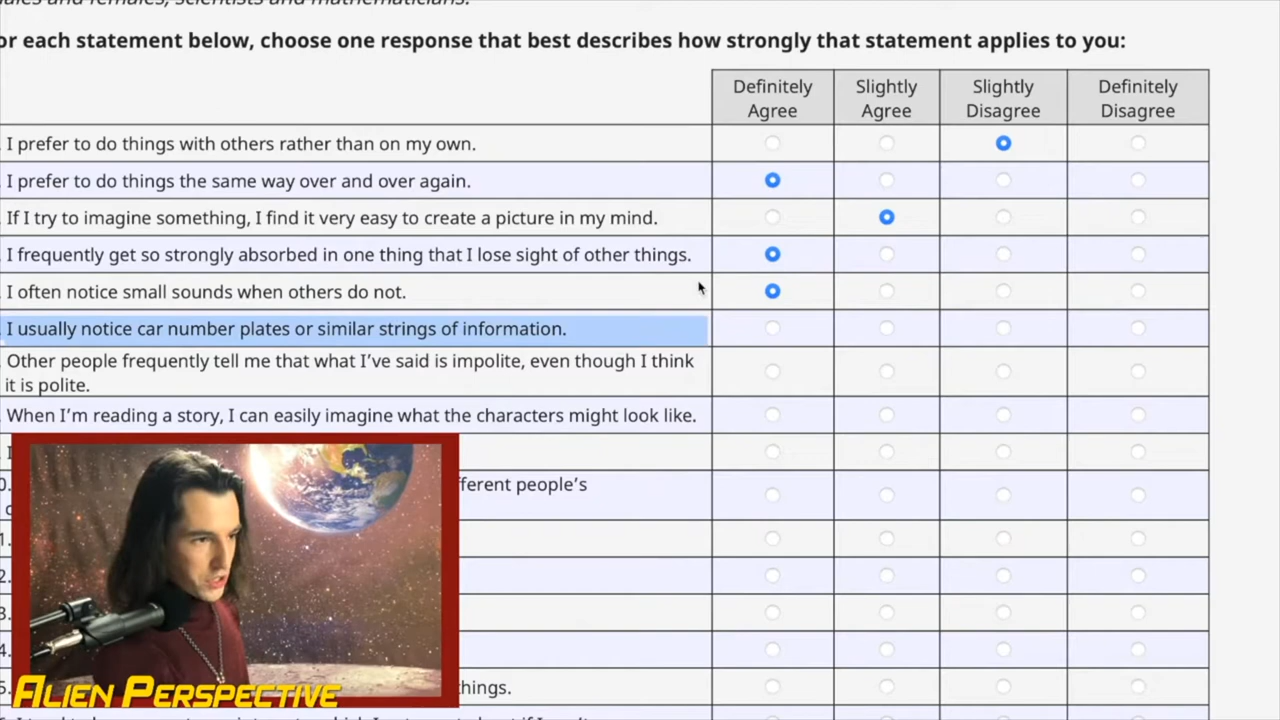 or each statement below, choose one response that best describes how strongly that statement applies to you:
Definitely Agree Slightly Agree Slightly Disagree Definitely Disagree
I prefer to do things with others rather than on my own.
I prefer to do things the same way over and over again.
If I try to imagine something, I find it very easy to create a picture in my mind.
I frequently get so strongly absorbed in one thing that I lose sight of other things.
I often notice small sounds when others do not.
I usually notice car number plates or similar strings of information.
Other people frequently tell me that what I’ve said is impolite, even though I think
it is polite.
When I’m reading a story, I can easily imagine what the characters might look like.
0. fferent people’s
1.
2.
3.
4.
5. things.
ALIEN PERSPECTIVE